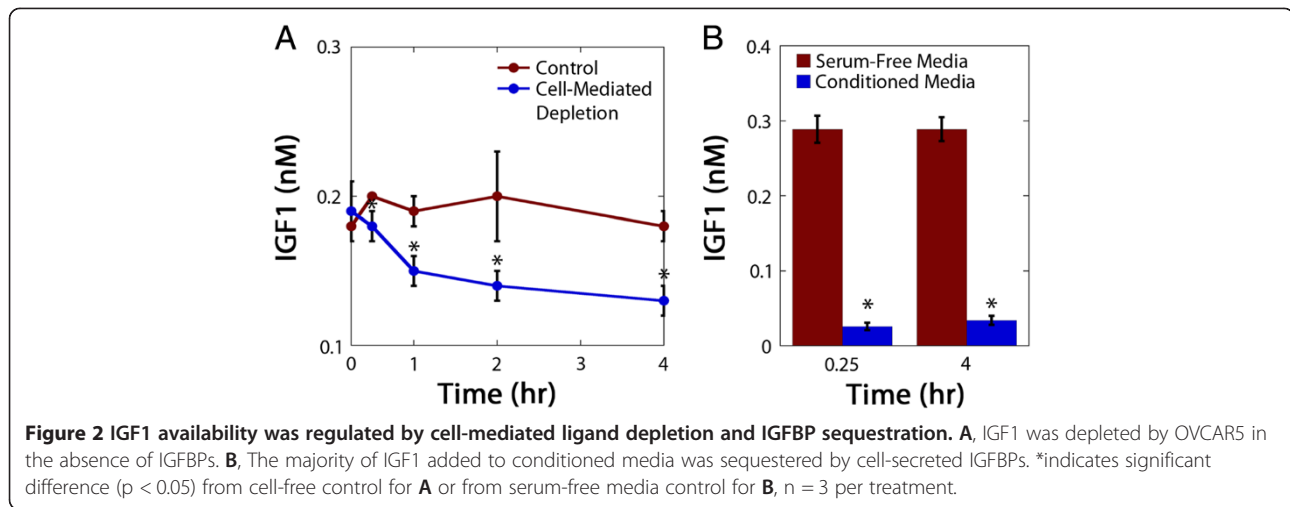 A
IGF1 (nM)
0.3
0.2
0.1
Control
Cell-Mediated
Depletion
*
*
*
*
0
1
2
3
4
Time (hr)
B
IGF1 (nM)
0.4
0.3
0.2
0.1
0
Serum-Free Media
Conditioned Media
*
*
0.25
4
Time (hr)
Figure 2 IGF1 availability was regulated by cell-mediated ligand depletion and IGFBP sequestration. A, IGF1 was depleted by OVCAR5 in
the absence of IGFBPs. B, The majority of IGF1 added to conditioned media was sequestered by cell-secreted IGFBPs. *indicates significant
difference (p < 0.05) from cell-free control for A or from serum-free media control for B, n = 3 per treatment.